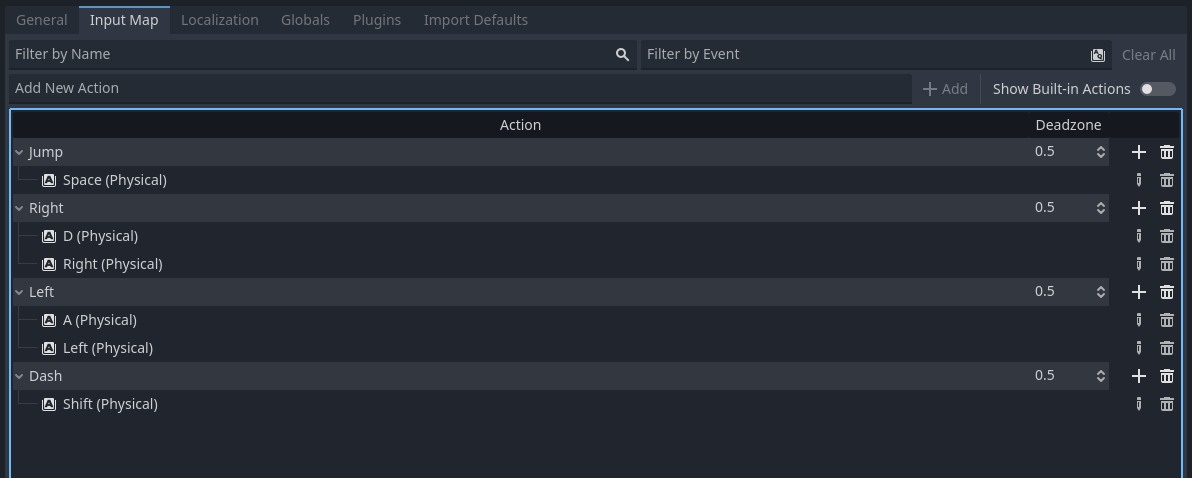 General Input Map Localization Globals Plugins Import Defaults
Filter by Name Filter by Event Clear All
Add New Action Add Show Built-in Actions
Action Deadzone
Jump 0.5
Space (Physical)
Right 0.5
D (Physical)
Right (Physical)
Left 0.5
A (Physical)
Left (Physical)
Dash 0.5
Shift (Physical)